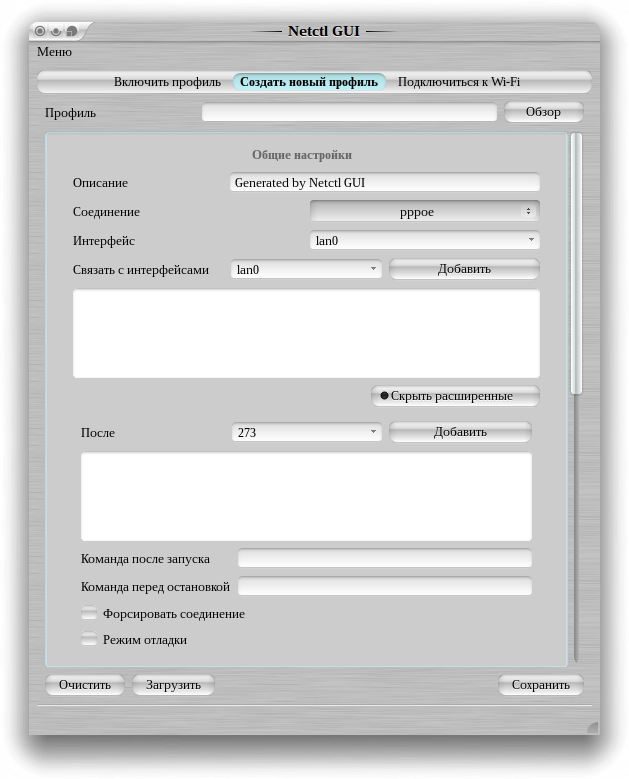 Netctl GUI
Меню
Включить профиль Создать новый профиль Подключиться к Wi-Fi
Профиль Обзор
Общие настройки
Описание Generated by Netctl GUI
Соединение pppoe
Интерфейс lan0
Связать с интерфейсами lan0 Добавить
Скрыть расширенные
После 273 Добавить
Команда после запуска
Команда перед остановкой
Форсировать соединение
Режим отладки
Очистить Загрузить Сохранить